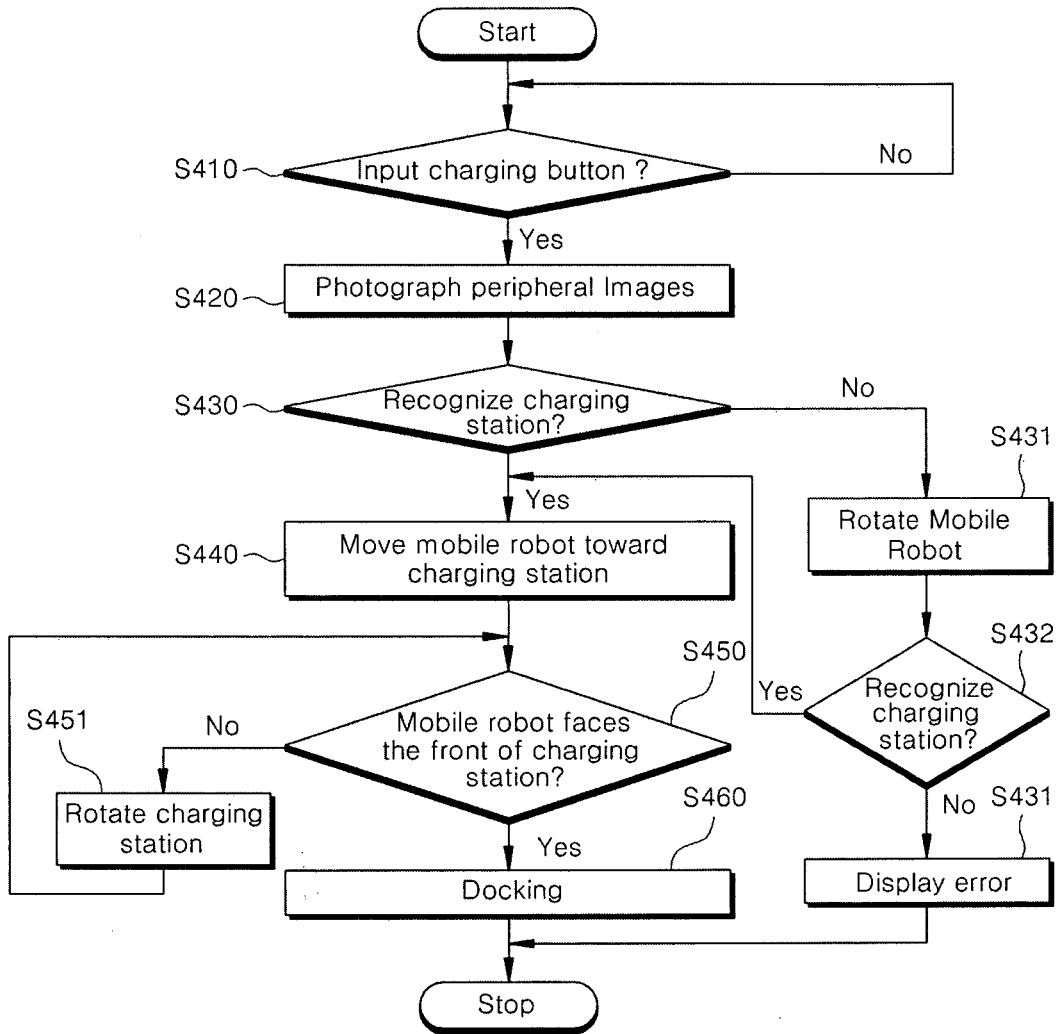 Start
S410
Input charging button ?
No
Yes
S420
Photograph peripheral Images
S430
Recognize charging
station?
No
Yes
S431
Rotate Mobile
Robot
S440
Move mobile robot toward
charging station
S432
Recognize
charging
station?
Yes
No
S450
Mobile robot faces
the front of charging
station?
No
S451
Rotate charging
station
Yes
S460
Docking
S431
Display error
Stop